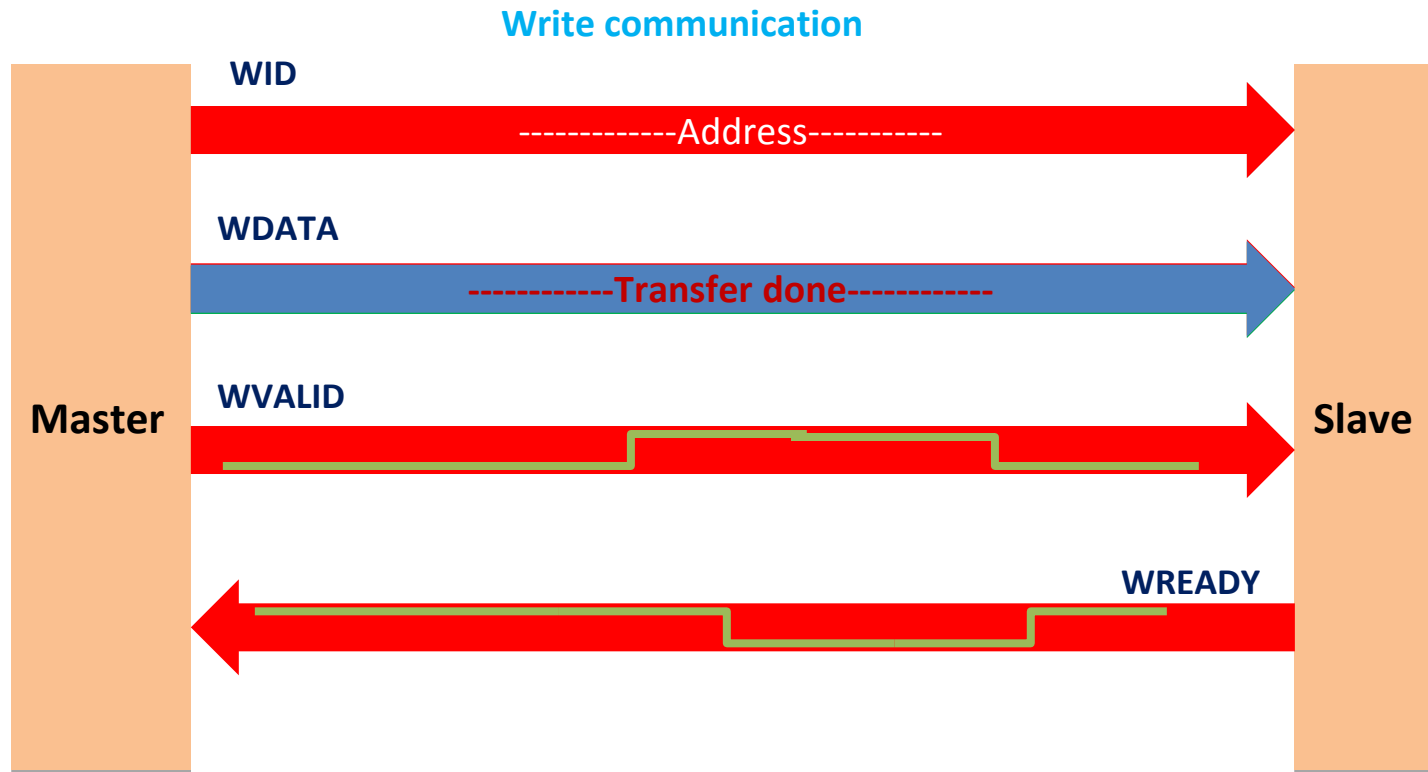 Write communication
WID
-------------Address-----------
WDATA
------------Transfer done------------
WVALID
Master
Slave
WREADY